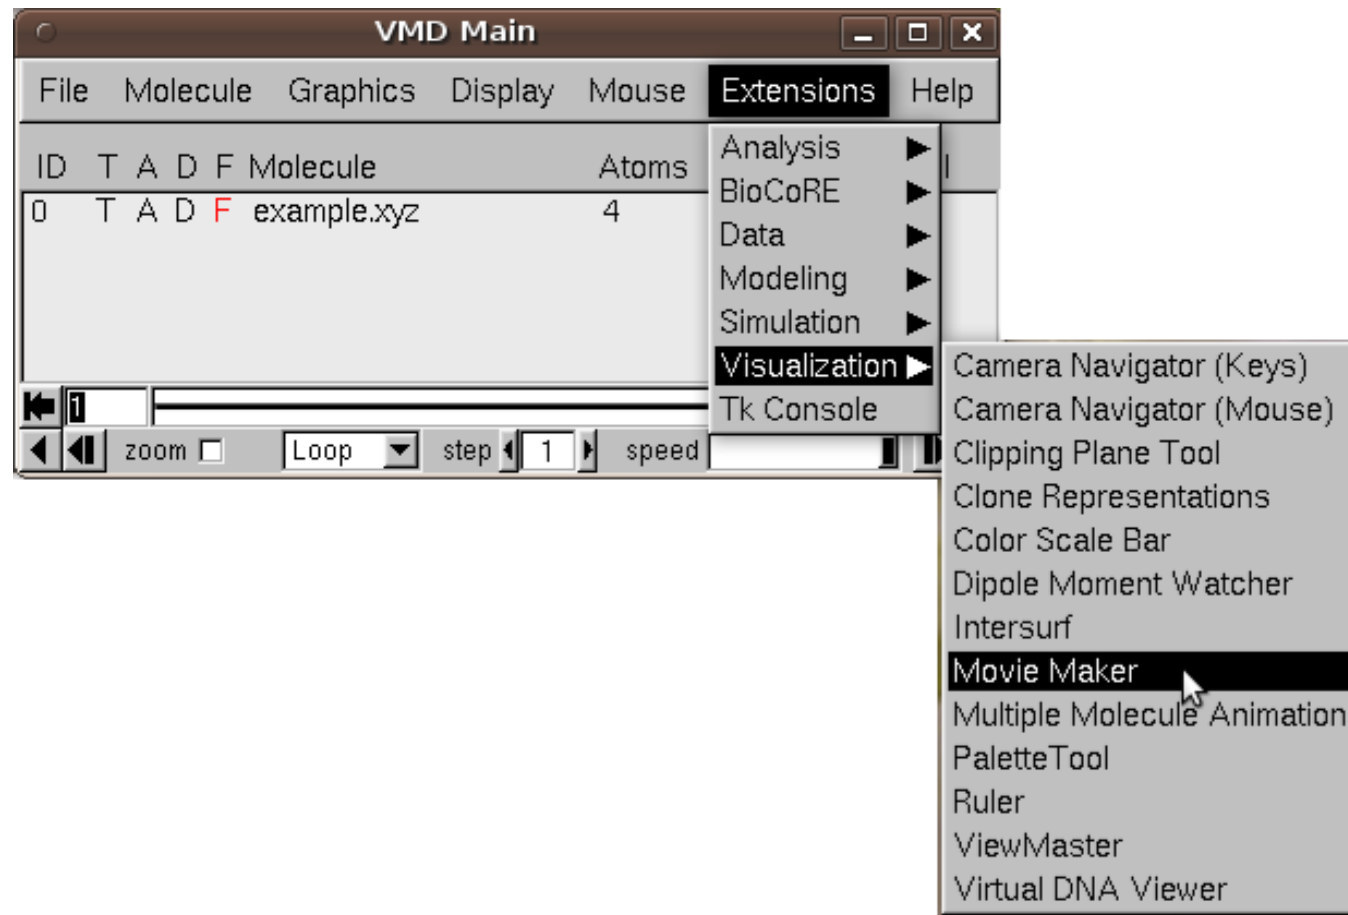 VMD Main
File Molecule Graphics Display Mouse Extensions Help
ID T A D F Molecule Atoms
0 T A D F example.xyz 4
1
zoom Loop step 1 speed
Analysis
BioCoRE
Data
Modeling
Simulation
Visualization
Tk Console
Camera Navigator (Keys)
Camera Navigator (Mouse)
Clipping Plane Tool
Clone Representations
Color Scale Bar
Dipole Moment Watcher
Intersurf
Movie Maker
Multiple Molecule Animation
PaletteTool
Ruler
ViewMaster
Virtual DNA Viewer